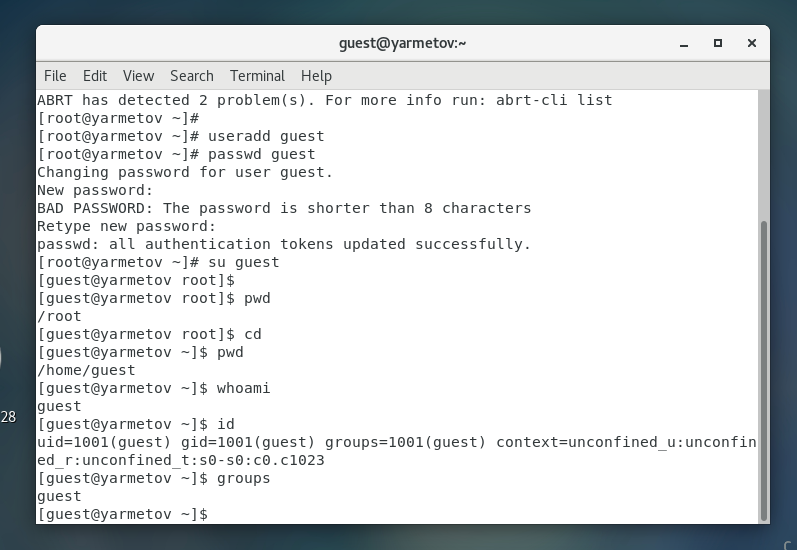 guest@yarmetov:~
File Edit View Search Terminal Help
ABRT has detected 2 problem(s). For more info run: abrt-cli list
[root@yarmetov ~]#
[root@yarmetov ~]# useradd guest
[root@yarmetov ~]# passwd guest
Changing password for user guest.
New password:
BAD PASSWORD: The password is shorter than 8 characters
Retype new password:
passwd: all authentication tokens updated successfully.
[root@yarmetov ~]# su guest
[guest@yarmetov root]$
[guest@yarmetov root]$ pwd
/root
[guest@yarmetov root]$ cd
[guest@yarmetov ~]$ pwd
/home/guest
[guest@yarmetov ~]$ whoami
guest
[guest@yarmetov ~]$ id
uid=1001(guest) gid=1001(guest) groups=1001(guest) context=unconfined_u:unconfin
ed_r:unconfined_t:s0-s0:c0.c1023
[guest@yarmetov ~]$ groups
guest
[guest@yarmetov ~]$
28